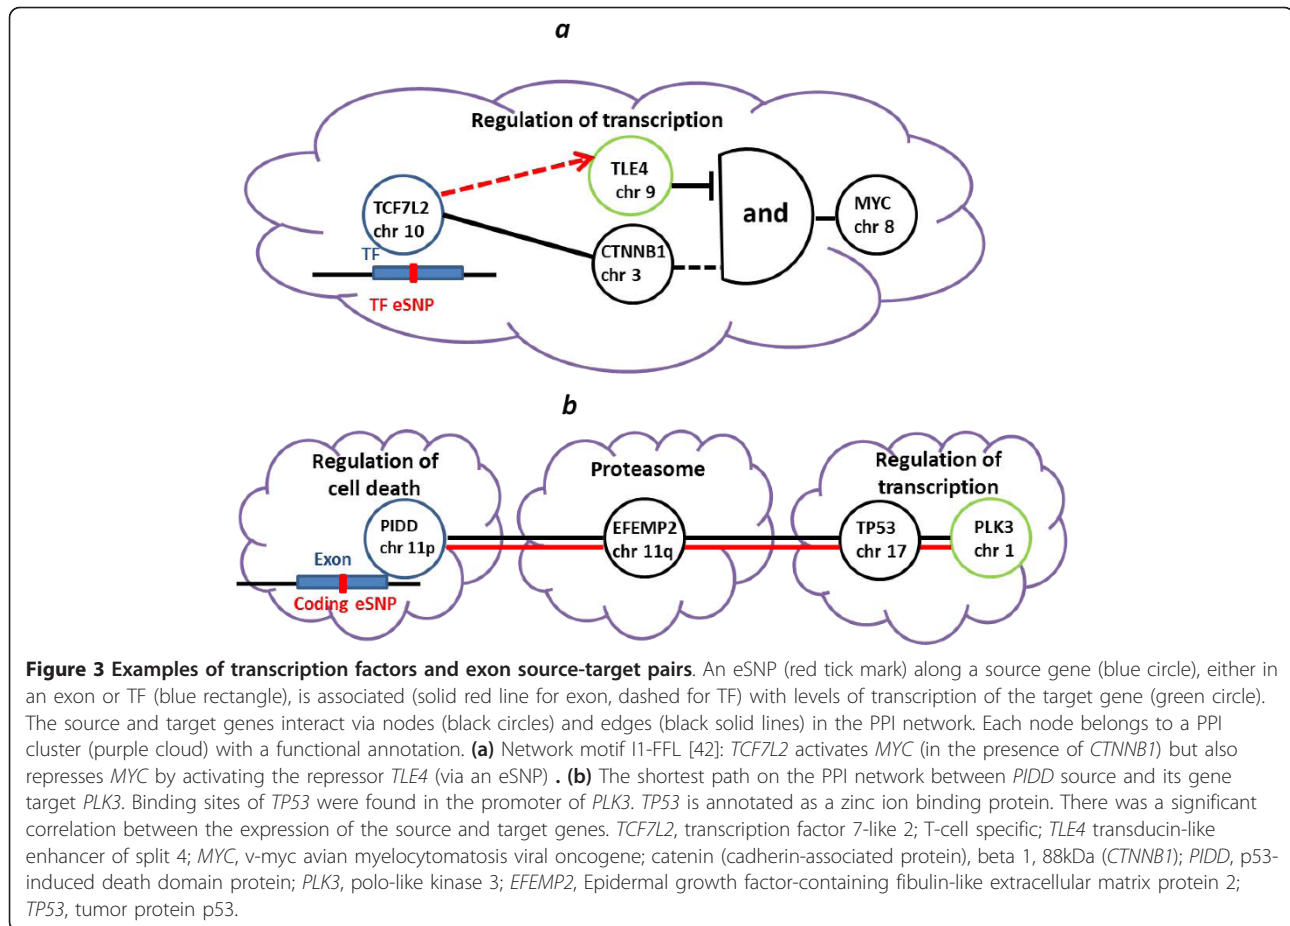 a
Regulation of transcription
TLE4
chr 9
TCF7L2
chr 10
and
MYC
chr 8
CTNNB1
chr 3
TF
TF eSNP
b
Regulation of
cell death
Proteasome
Regulation of
transcription
PIDD
chr 11p
EFEMP2
chr 11q
TP53
chr 17
PLK3
chr 1
Exon
Coding eSNP
Figure 3 Examples of transcription factors and exon source-target pairs. An eSNP (red tick mark) along a source gene (blue circle), either in
an exon or TF (blue rectangle), is associated (solid red line for exon, dashed for TF) with levels of transcription of the target gene (green circle).
The source and target genes interact via nodes (black circles) and edges (black solid lines) in the PPI network. Each node belongs to a PPI
cluster (purple cloud) with a functional annotation. (a) Network motif I1-FFL [42]: TCF7L2 activates MYC (in the presence of CTNNB1) but also
represses MYC by activating the repressor TLE4 (via an eSNP) . (b) The shortest path on the PPI network between PIDD source and its gene
target PLK3. Binding sites of TP53 were found in the promoter of PLK3. TP53 is annotated as a zinc ion binding protein. There was a significant
correlation between the expression of the source and target genes. TCF7L2, transcription factor 7-like 2; T-cell specific; TLE4 transducin-like
enhancer of split 4; MYC, v-myc avian myelocytomatosis viral oncogene; catenin (cadherin-associated protein), beta 1, 88kDa (CTNNB1); PIDD, p53-
induced death domain protein; PLK3, polo-like kinase 3; EFEMP2, Epidermal growth factor-containing fibulin-like extracellular matrix protein 2;
TP53, tumor protein p53.